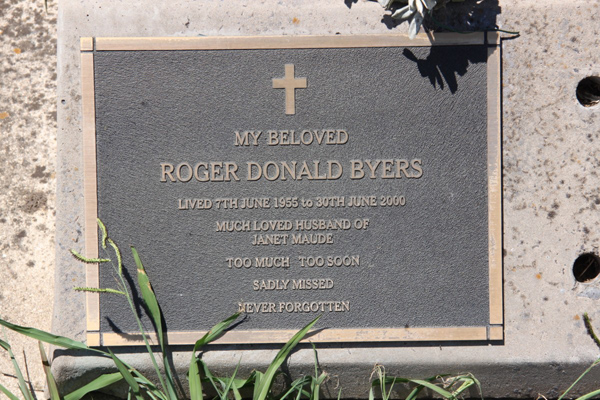 MY BELOVED
ROGER DONALD BYERS
LIVED 7TH JUNE 1955 to 30TH JUNE 2000
MUCH LOVED HUSBAND OF
JANET MAUDE
TOO MUCH TOO SOON
SADLY MISSED
NEVER FORGOTTEN